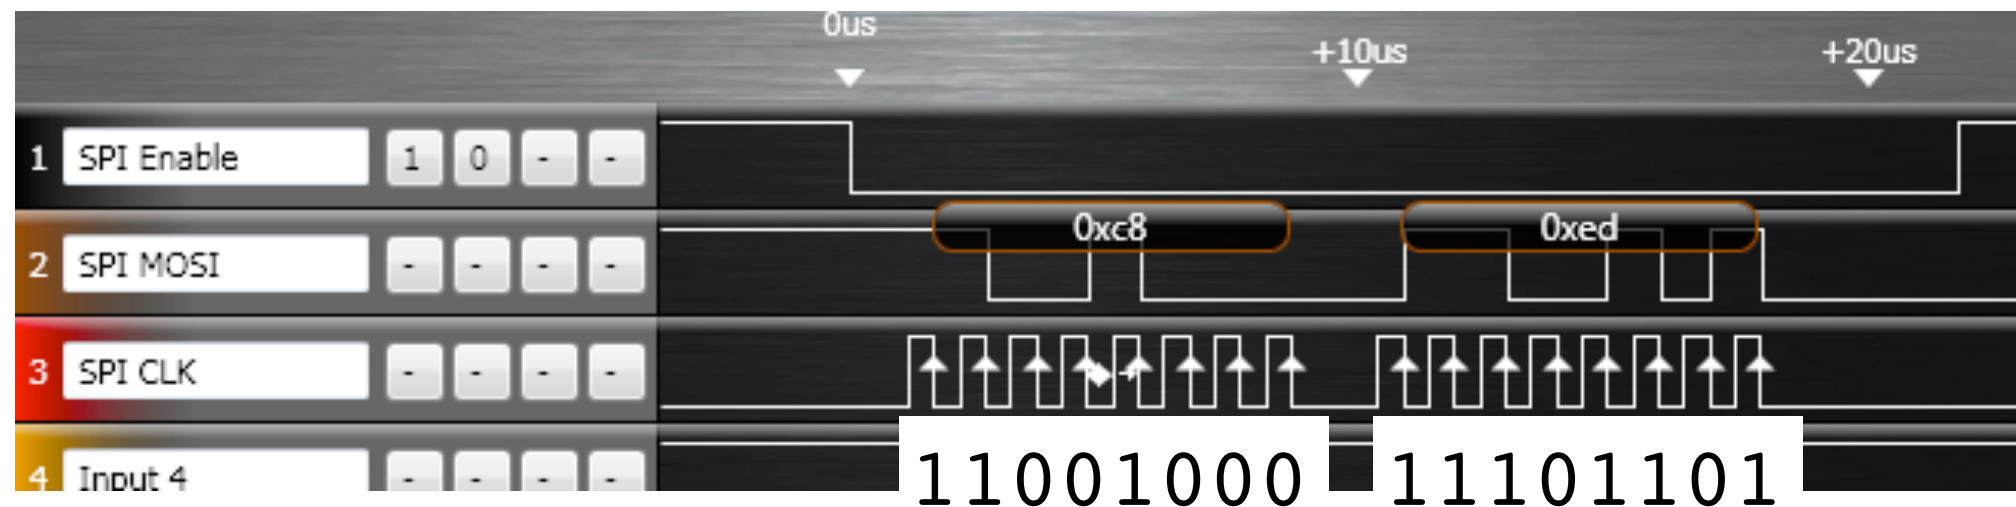 0us
+10us
+20us
1 SPI Enable 1 0 - -
0xc8 0xed
2 SPI MOSI - - - -
3 SPI CLK - - - -
4 Input 4 - - - -
11001000 11101101